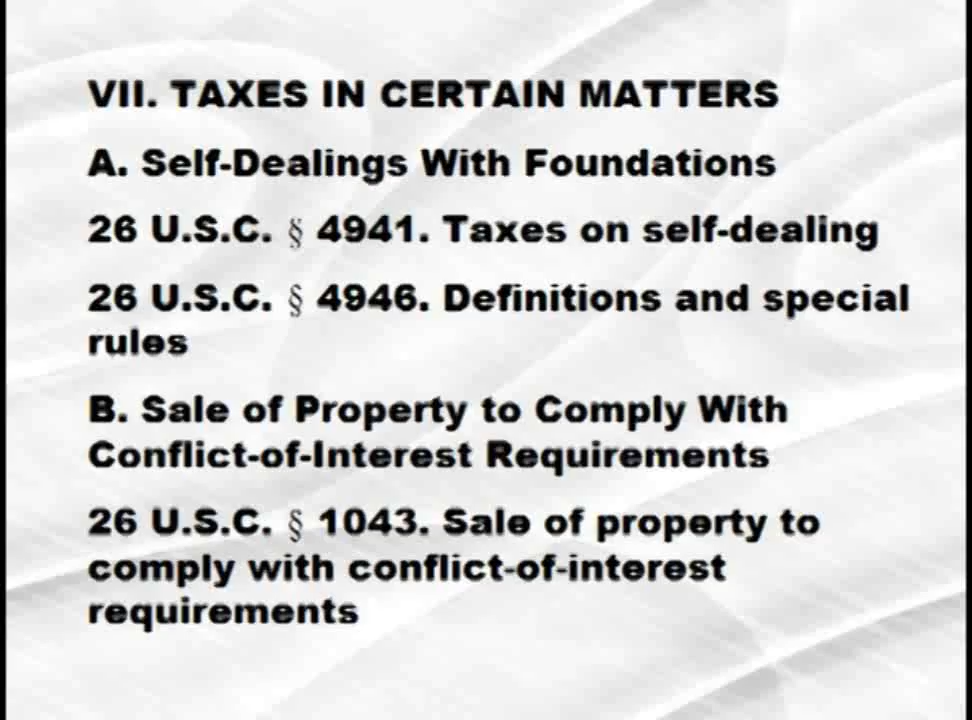 VII. TAXES IN CERTAIN MATTERS
A. Self-Dealings With Foundations
26 U.S.C. § 4941. Taxes on self-dealing
26 U.S.C. § 4946. Definitions and special
rules
B. Sale of Property to Comply With
Conflict-of-Interest Requirements
26 U.S.C. § 1043. Sale of property to
comply with conflict-of-interest
requirements